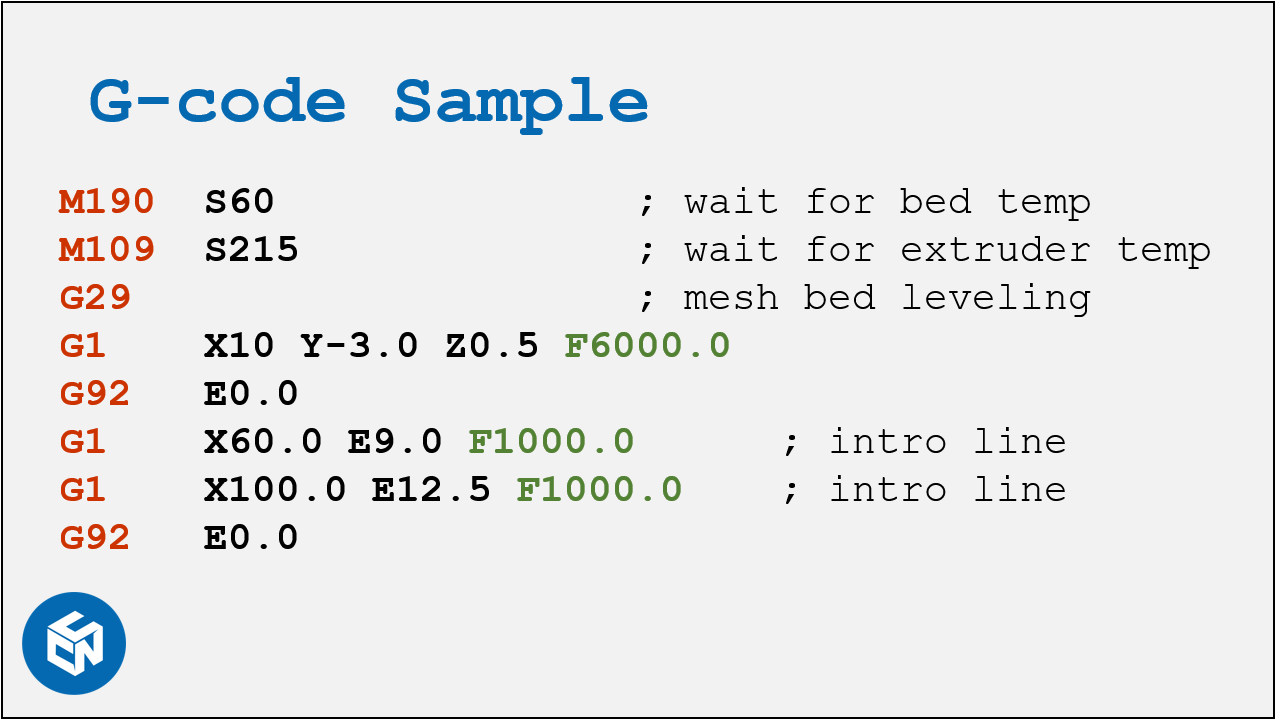 G-code Sample
M190 S60 ; wait for bed temp
M109 S215 ; wait for extruder temp
G29 ; mesh bed leveling
G1 X10 Y-3.0 Z0.5 F6000.0
G92 E0.0
G1 X60.0 E9.0 F1000.0 ; intro line
G1 X100.0 E12.5 F1000.0 ; intro line
G92 E0.0